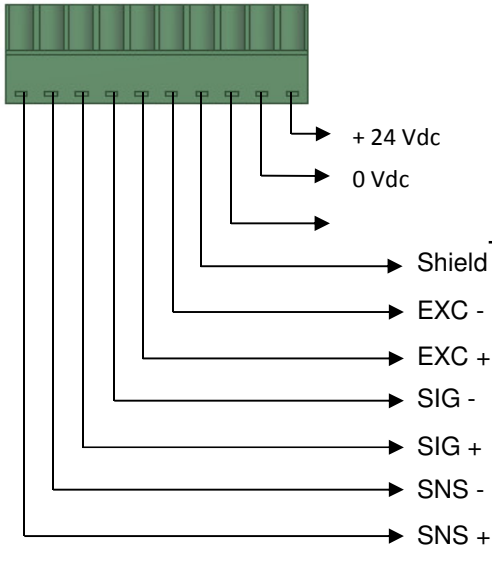 + 24 Vdc
0 Vdc
Shield
EXC -
EXC +
SIG -
SIG +
SNS -
SNS +